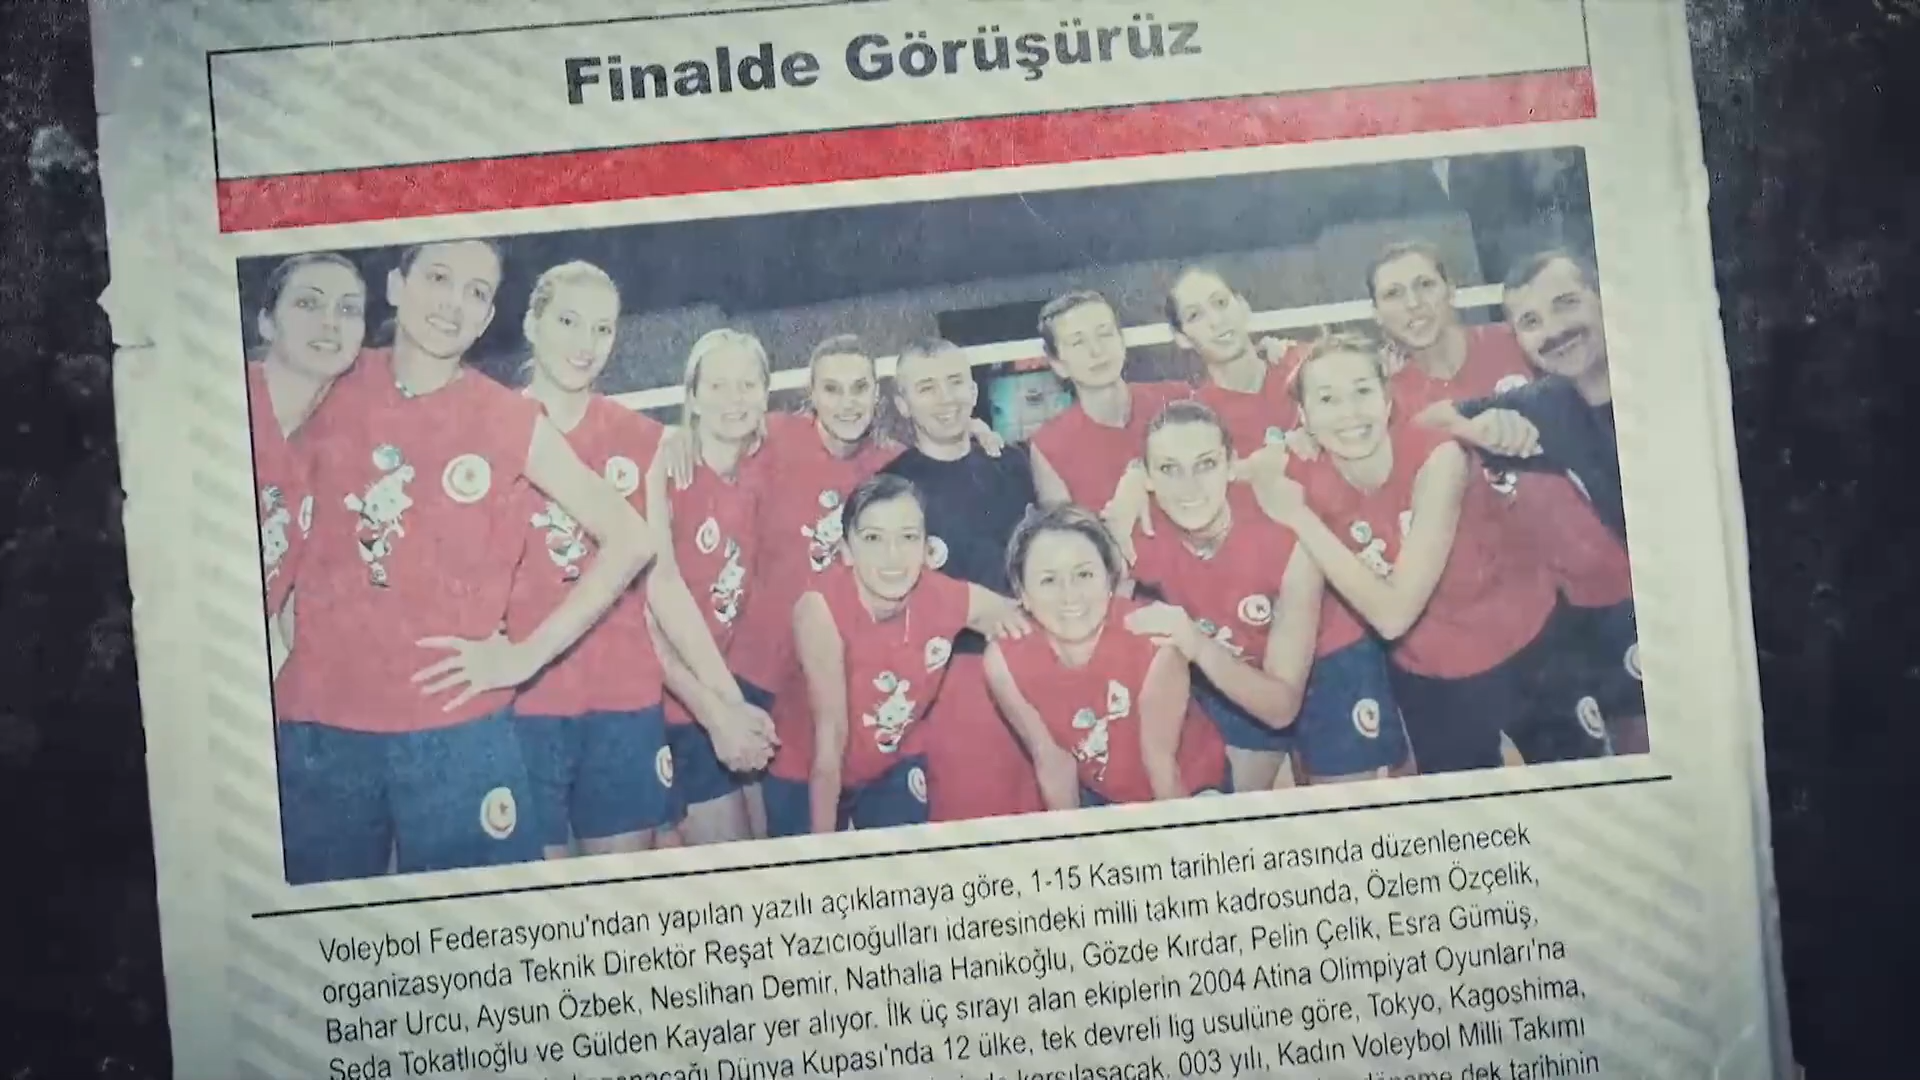 Finalde Görüşürüz
Voleybol Federasyonu'ndan yapılan yazılı açıklamaya göre, 1-15 Kasım tarihleri arasında düzenlenecek
organizasyonda Teknik Direktör Reşat Yazıcıoğulları idaresindeki milli takım kadrosunda, Özlem Özçelik,
Bahar Urcu, Aysun Özbek, Neslihan Demir, Nathalia Hanikoğlu, Gözde Kırdar, Pelin Çelik, Esra Gümüş,
Seda Tokatlıoğlu ve Gülden Kayalar yer alıyor. İlk üç sırayı alan ekiplerin 2004 Atina Olimpiyat Oyunları'na
Dünya Kupası'nda 12 ülke, tek devreli lig usulüne göre, Tokyo, Kagoshima,
karşılaşacak. 003 yılı, Kadın Voleybol Milli Takımı
dek tarihinin